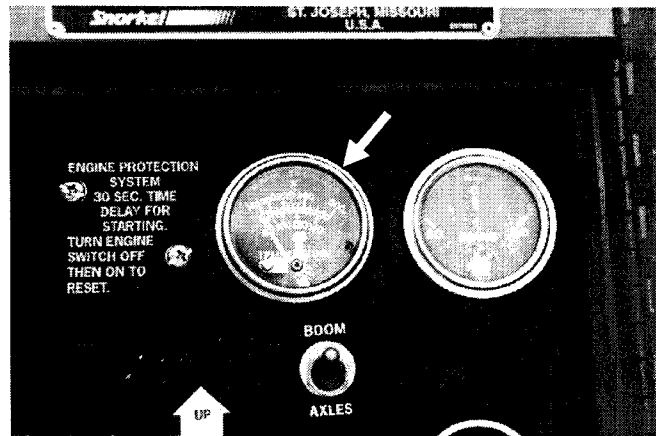 Snorkel
ST. JOSEPH, MISSOURI
U.S.A.
ENGINE PROTECTION
SYSTEM
30 SEC. TIME
DELAY FOR
STARTING.
TURN ENGINE
SWITCH OFF
THEN ON TO
RESET.
BOOM
AXLES
UP